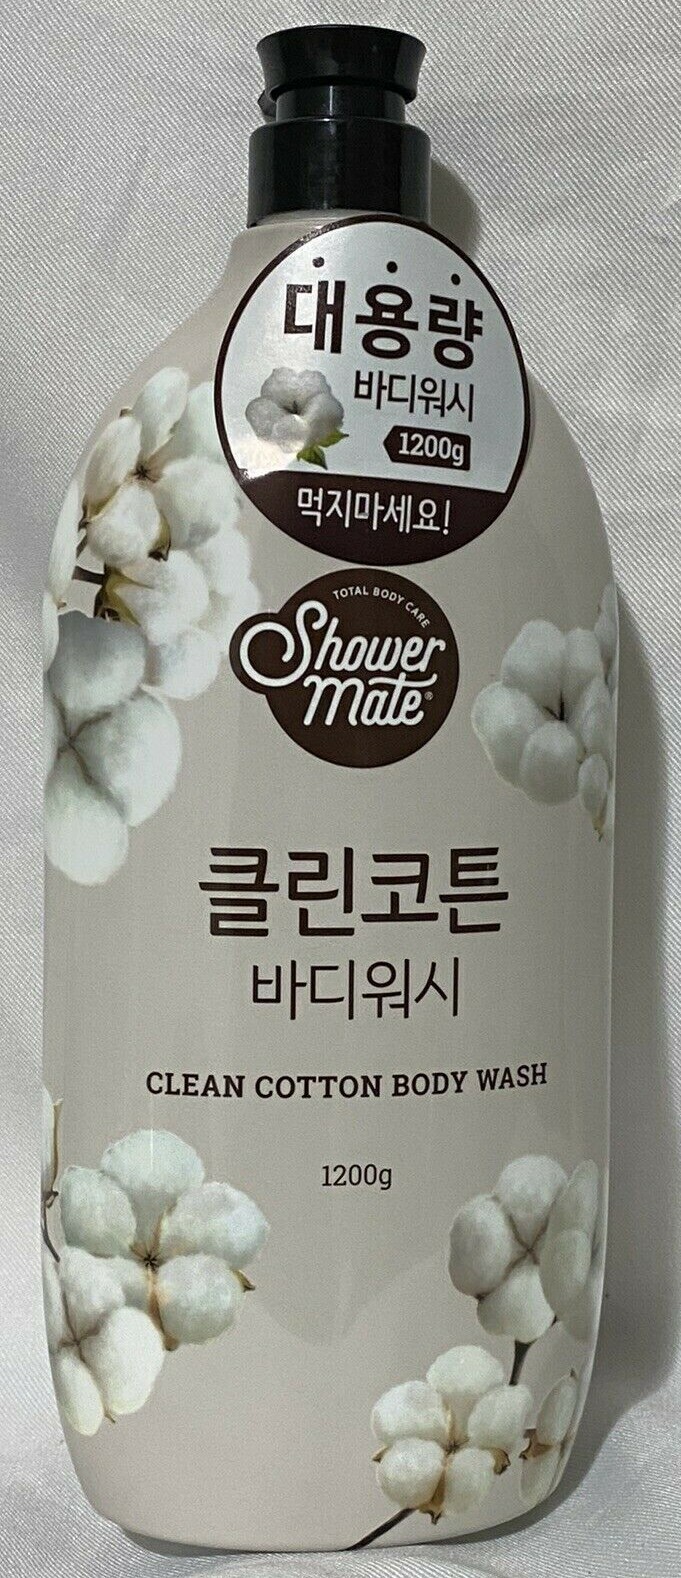 대용량
바디워시
1200g
먹지마세요!
TOTAL BODY CARE
Shower
mate®
클린코튼
바디워시
CLEAN COTTON BODY WASH
1200g